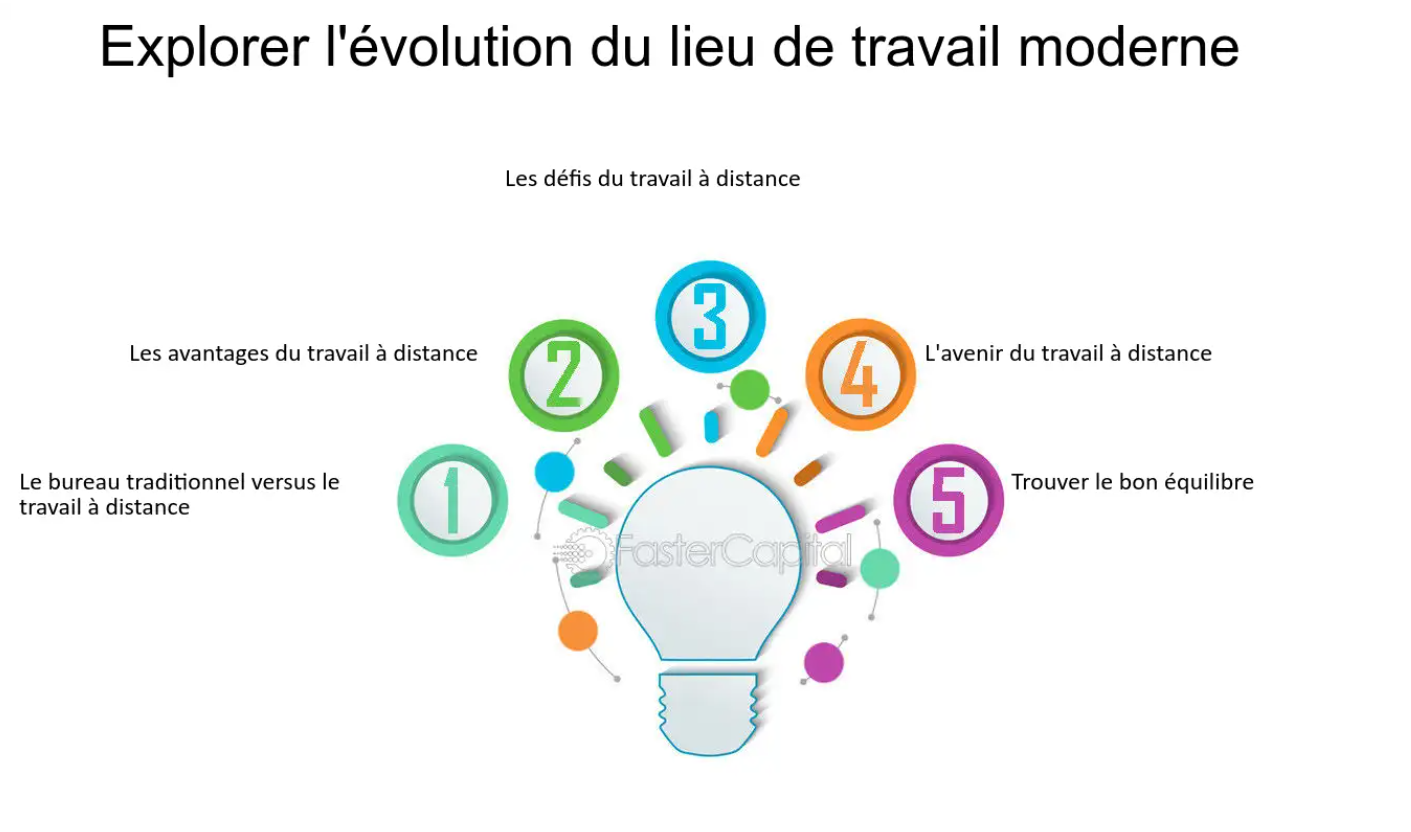 Explorer l'évolution du lieu de travail moderne
Les défis du travail à distance
3
Les avantages du travail à distance
2
4
L'avenir du travail à distance
Le bureau traditionnel versus le
travail à distance
1
5
Trouver le bon équilibre
FasterCapital